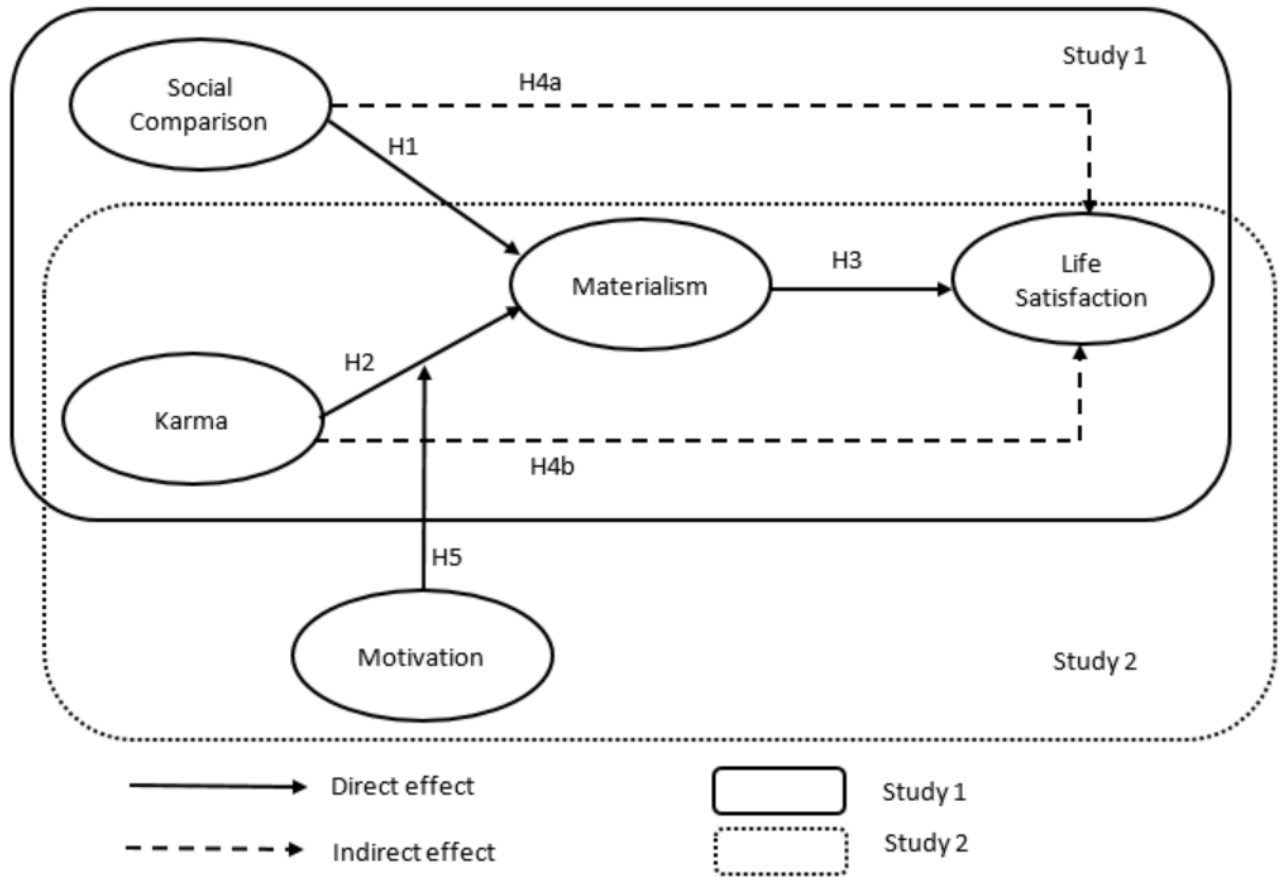 Study 1
Social
Comparison
H4a
H1
Materialism
H3
Life
Satisfaction
H2
Karma
H4b
H5
Motivation
Study 2
Direct effect
Study 1
Indirect effect
Study 2